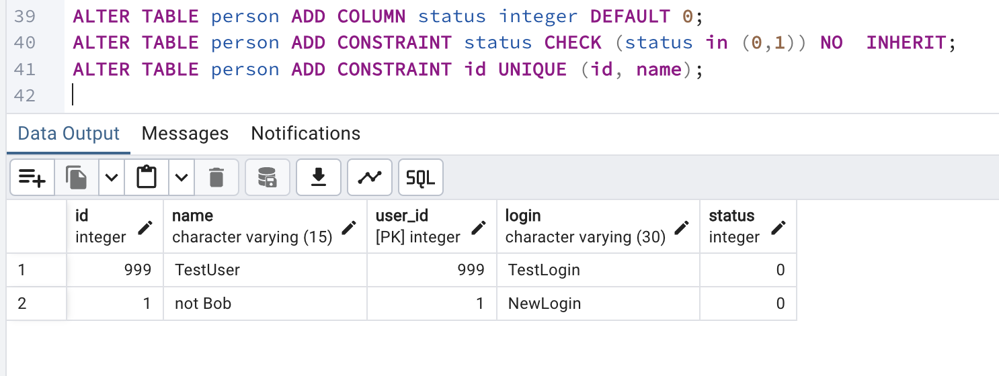 39 ALTER TABLE person ADD COLUMN status integer DEFAULT 0;
40 ALTER TABLE person ADD CONSTRAINT status CHECK (status in (0,1)) NO  INHERIT;
41 ALTER TABLE person ADD CONSTRAINT id UNIQUE (id, name);
42
Data Output Messages Notifications
SQL
id name user_id login status
integer character varying (15) [PK] integer character varying (30) integer
1 999 TestUser 999 TestLogin 0
2 1 not Bob 1 NewLogin 0